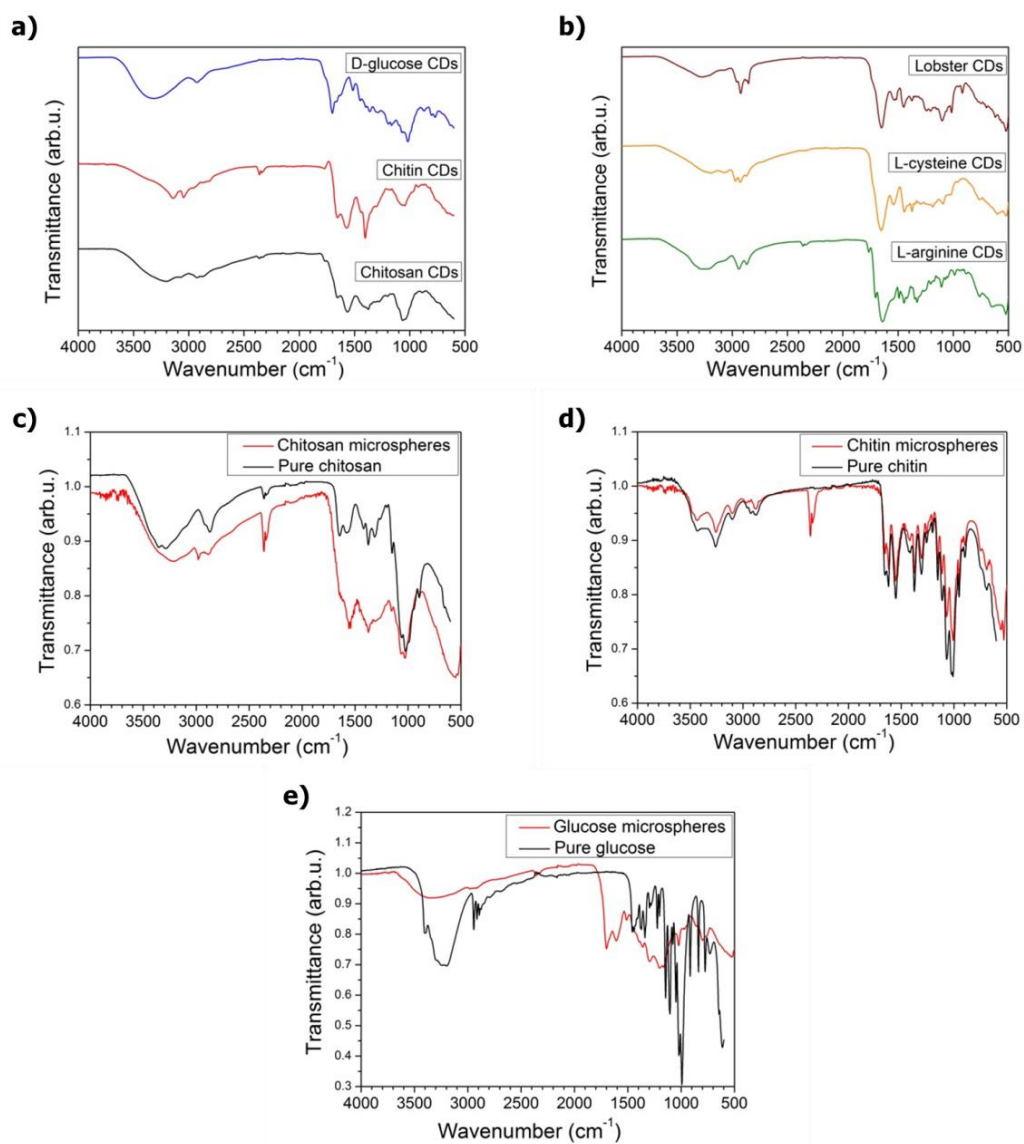 a)
D-glucose CDs
Chitin CDs
Chitosan CDs
Transmittance (arb.u.)
4000 3500 3000 2500 2000 1500 1000 500
Wavenumber (cm⁻¹)
b)
Lobster CDs
L-cysteine CDs
L-arginine CDs
Transmittance (arb.u.)
4000 3500 3000 2500 2000 1500 1000 500
Wavenumber (cm⁻¹)
c)
Chitosan microspheres
Pure chitosan
1.1
1.0
0.9
0.8
0.7
0.6
Transmittance (arb.u.)
4000 3500 3000 2500 2000 1500 1000 500
Wavenumber (cm⁻¹)
d)
Chitin microspheres
Pure chitin
1.1
1.0
0.9
0.8
0.7
0.6
Transmittance (arb.u.)
4000 3500 3000 2500 2000 1500 1000 500
Wavenumber (cm⁻¹)
e)
Glucose microspheres
Pure glucose
1.2
1.1
1.0
0.9
0.8
0.7
0.6
0.5
0.4
0.3
Transmittance (arb.u.)
4000 3500 3000 2500 2000 1500 1000 500
Wavenumber (cm⁻¹)